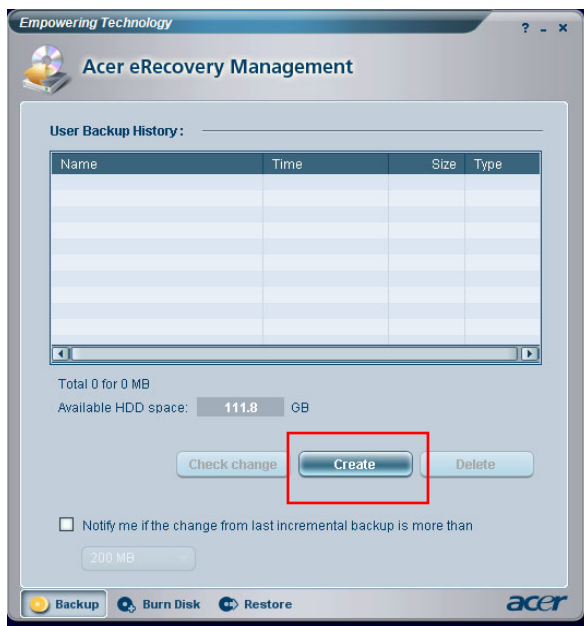 Empowering Technology
? - x
Acer eRecovery Management
User Backup History :
Name Time Size Type
Total 0 for 0 MB
Available HDD space: 111.8 GB
Check change Create Delete
Notify me if the change from last incremental backup is more than
200 MB
Backup Burn Disk Restore acer